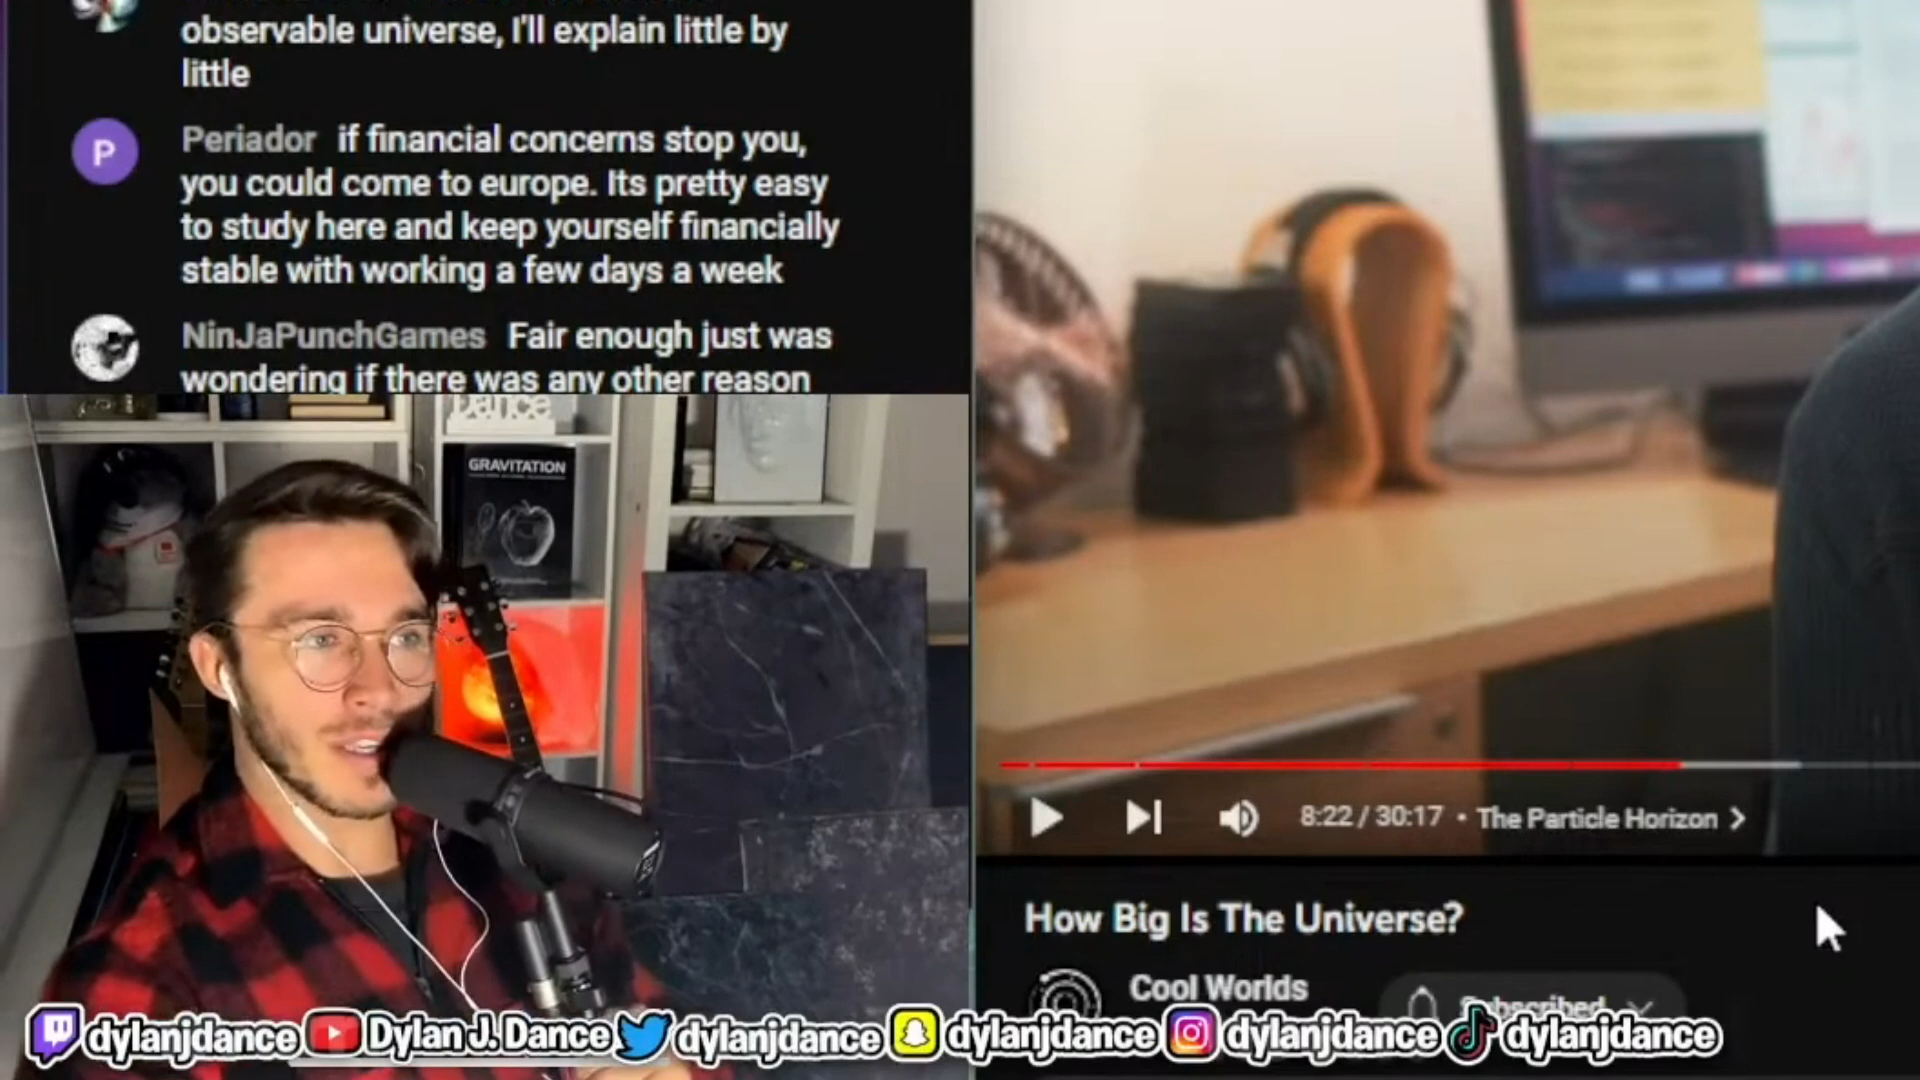 observable universe, I'll explain little by
little
P
Periador if financial concerns stop you,
you could come to europe. Its pretty easy
to study here and keep yourself financially
stable with working a few days a week
NinJaPunchGames Fair enough just was
wondering if there was any other reason
Dance
GRAVITATION
8:22 / 30:17 • The Particle Horizon >
How Big Is The Universe?
Cool Worlds
Subscribed
dylanjdance Dylan J. Dance dylanjdance dylanjdance dylanjdance dylanjdance